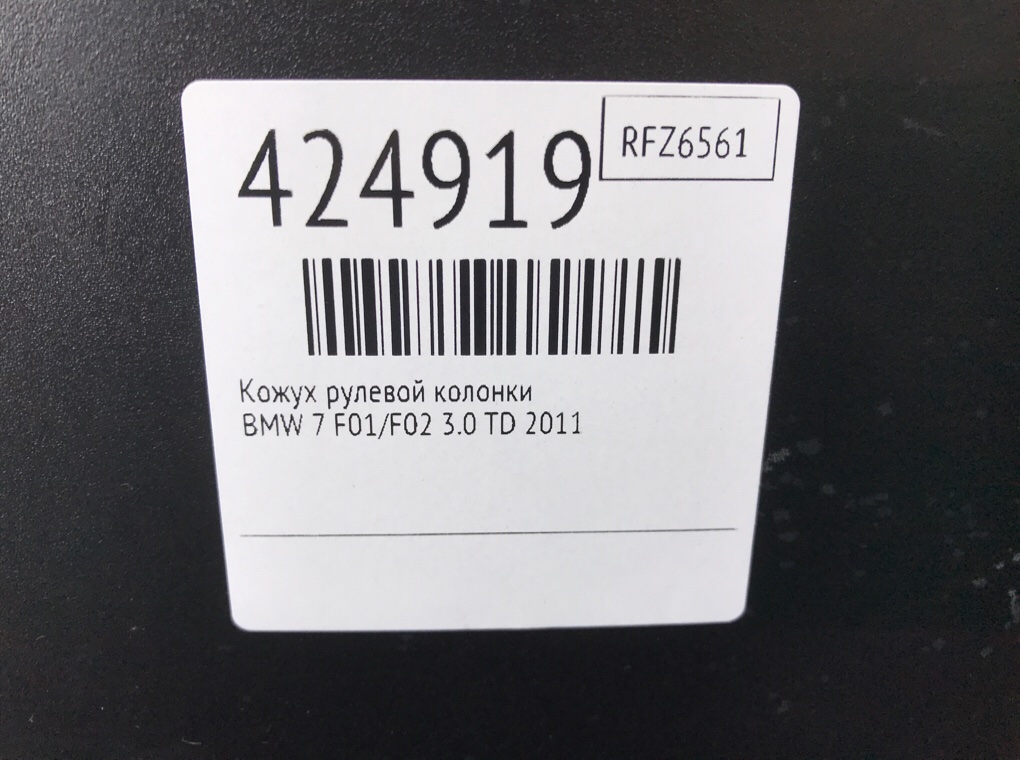 424919
RFZ6561
Кожух рулевой колонки
BMW 7 F01/F02 3.0 TD 2011